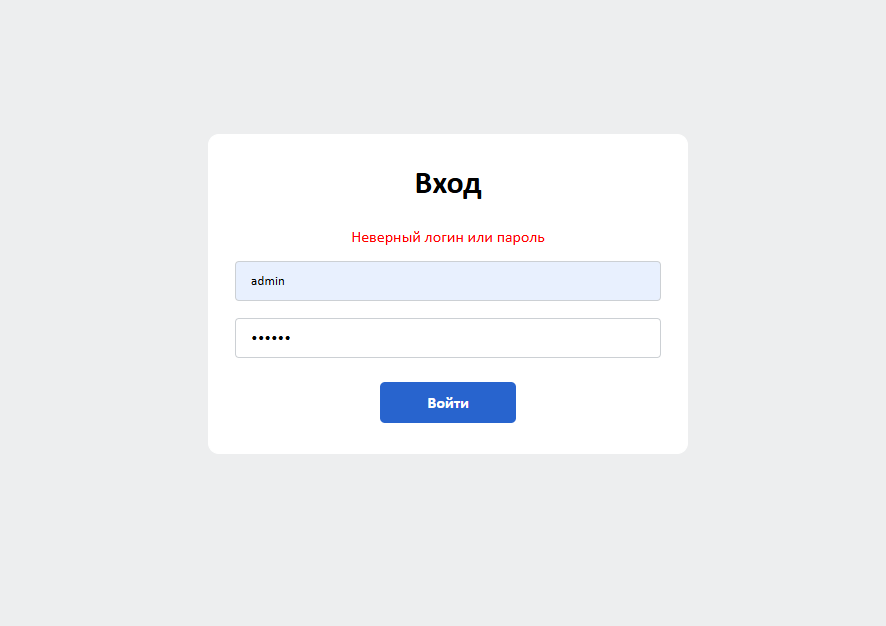 Вход
Неверный логин или пароль
admin
••••••
Войти